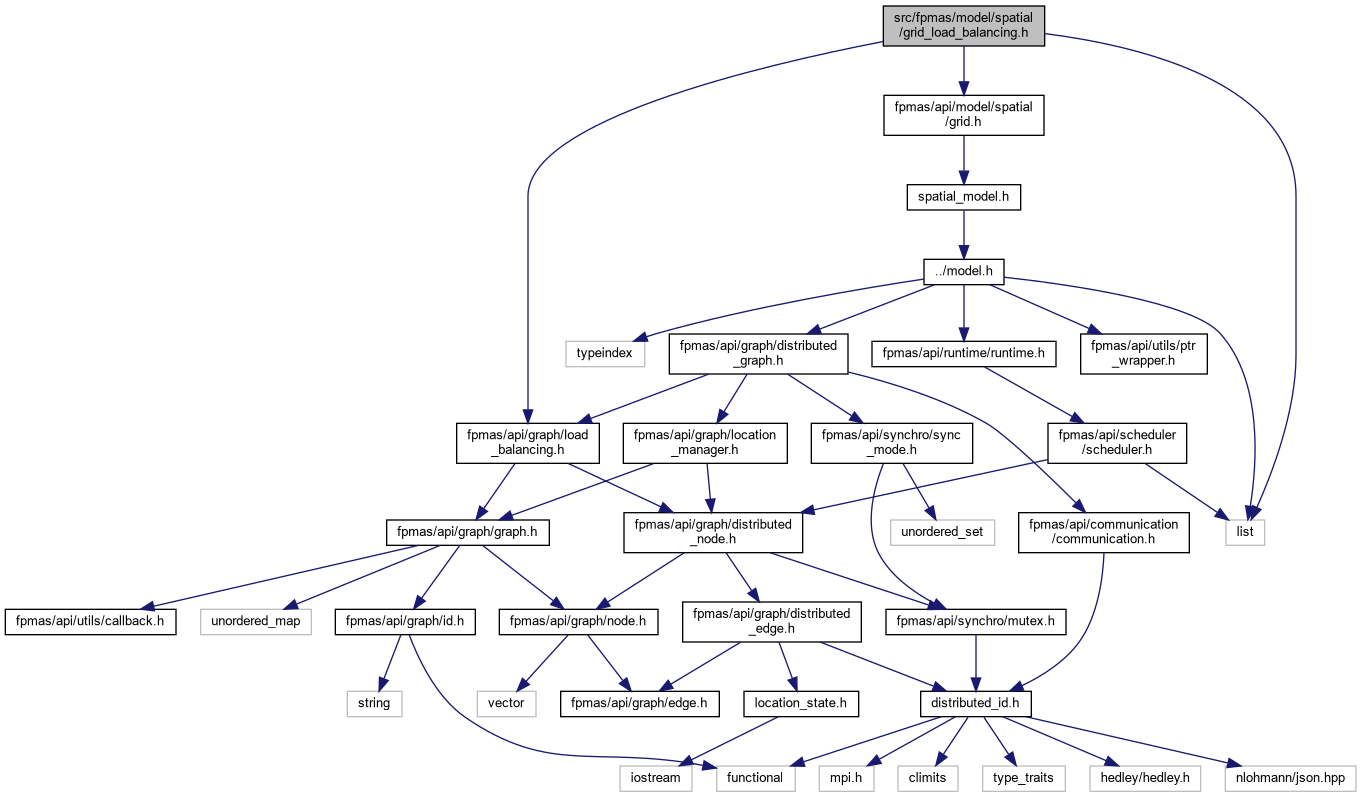 src/fpmas/model/spatial
/grid_load_balancing.h
fpmas/api/model/spatial
/grid.h
spatial_model.h
../model.h
typeindex
fpmas/api/graph/distributed
_graph.h
fpmas/api/runtime/runtime.h
fpmas/api/utils/ptr
_wrapper.h
fpmas/api/graph/load
_balancing.h
fpmas/api/graph/location
_manager.h
fpmas/api/synchro/sync
_mode.h
fpmas/api/scheduler
/scheduler.h
fpmas/api/graph/graph.h
fpmas/api/graph/distributed
_node.h
unordered_set
fpmas/api/communication
/communication.h
list
fpmas/api/utils/callback.h
unordered_map
fpmas/api/graph/id.h
fpmas/api/graph/node.h
fpmas/api/graph/distributed
_edge.h
fpmas/api/synchro/mutex.h
string
vector
fpmas/api/graph/edge.h
location_state.h
distributed_id.h
iostream
functional
mpi.h
climits
type_traits
hedley/hedley.h
nlohmann/json.hpp